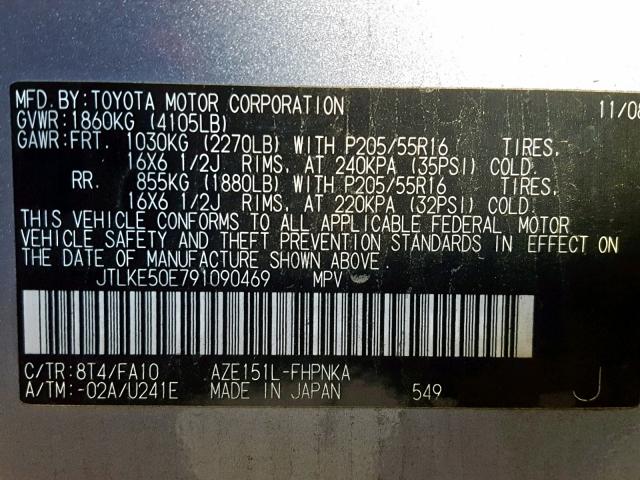 MFD. BY: TOYOTA MOTOR CORPORATION 11/08
GVWR: 1860KG (4105LB)
GAWR: FRT. 1030KG (2270LB) WITH P205/55R16 TIRES,
16X6 1/2J RIMS, AT 240KPA (35PSI) COLD.
RR. 855KG (1880LB) WITH P205/55R16 TIRES,
16X6 1/2J RIMS, AT 220KPA (32PSI) COLD.
THIS VEHICLE CONFORMS TO ALL APPLICABLE FEDERAL MOTOR
VEHICLE SAFETY AND THEFT PREVENTION STANDARDS IN EFFECT ON
THE DATE OF MANUFACTURE SHOWN ABOVE.
JTLKE50E791090469 MPV
C/TR: 8T4/FA10 AZE151L-FHPNKA
A/TM: -02A/U241E MADE IN JAPAN 549 J